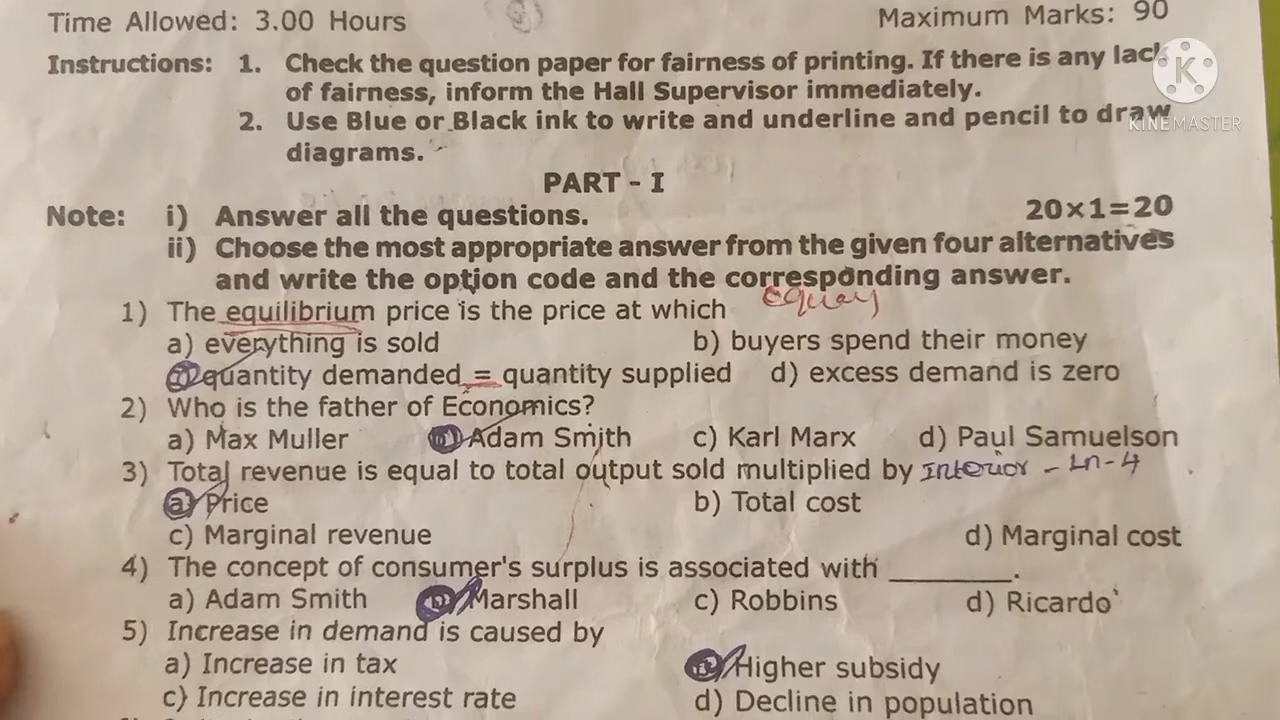 Time Allowed: 3.00 Hours Maximum Marks: 90
Instructions: 1. Check the question paper for fairness of printing. If there is any lack
of fairness, inform the Hall Supervisor immediately.
2. Use Blue or Black ink to write and underline and pencil to draw
diagrams.
KINEMASTER
PART - I
Note: i) Answer all the questions. 20×1=20
ii) Choose the most appropriate answer from the given four alternatives
and write the option code and the corresponding answer.
1) The equilibrium price is the price at which
a) everything is sold b) buyers spend their money
quantity demanded = quantity supplied d) excess demand is zero
2) Who is the father of Economics?
a) Max Muller b) Adam Smith c) Karl Marx d) Paul Samuelson
3) Total revenue is equal to total output sold multiplied by Interior - Ln-4
a) Price b) Total cost
c) Marginal revenue d) Marginal cost
4) The concept of consumer's surplus is associated with ________.
a) Adam Smith b) Marshall c) Robbins d) Ricardo
5) Increase in demand is caused by
a) Increase in tax Higher subsidy
c) Increase in interest rate d) Decline in population